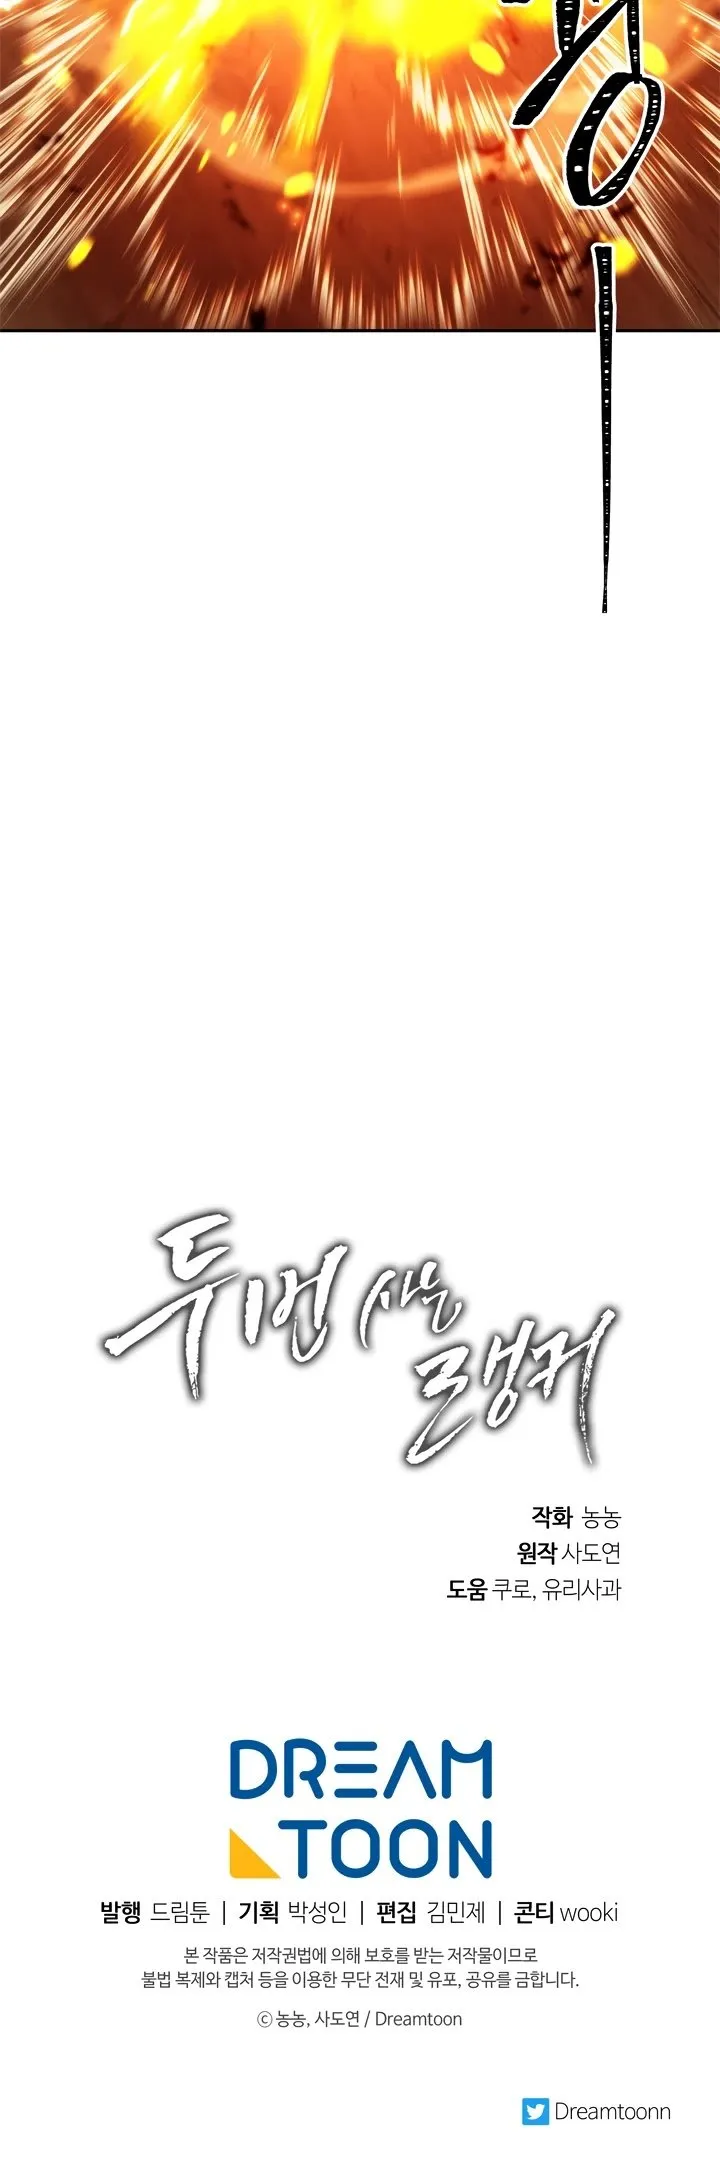 두번 사는
랭커
작화 농농
원작 사도연
도움 쿠로, 유리사과
DREAM
TOON
발행 드림툰 | 기획 박성인 | 편집 김민제 | 콘티 wooki
본 작품은 저작권법에 의해 보호를 받는 저작물이므로
불법 복제와 캡처 등을 이용한 무단 전재 및 유포, 공유를 금합니다.
ⓒ농농, 사도연 / Dreamtoon
Dreamtoonn